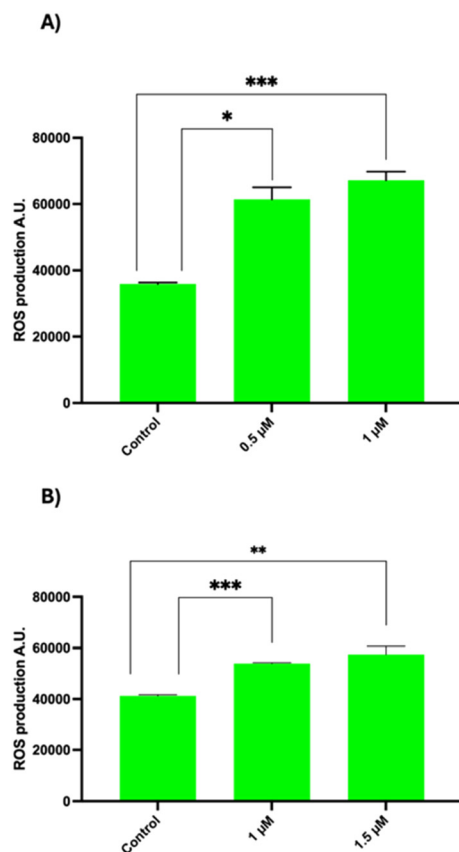 A)
***
*
80000
60000
40000
20000
0
ROS production A.U.
Control
0.5 µM
1 µM
B)
**
***
80000
60000
40000
20000
0
ROS production A.U.
Control
1 µM
1.5 µM